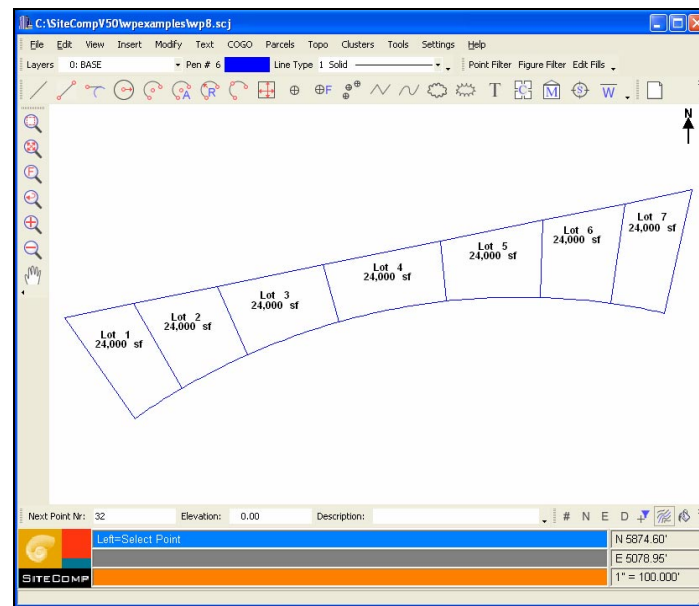 C:\SiteCompV50\wpexamples\wp8.scj
File Edit View Insert Modify Text COGO Parcels Topo Clusters Tools Settings Help
Layers 0: BASE Pen # 6 Line Type 1 Solid Point Filter Figure Filter Edit Fills
A R F T C M S W
N
F
Lot 7
24,000 sf
Lot 6
24,000 sf
Lot 5
24,000 sf
Lot 4
24,000 sf
Lot 3
24,000 sf
Lot 2
24,000 sf
Lot 1
24,000 sf
Next Point Nr: 32 Elevation: 0.00 Description: # N E D
Left=Select Point
N 5874.60'
E 5078.95'
SITECOMP
1" = 100.000'